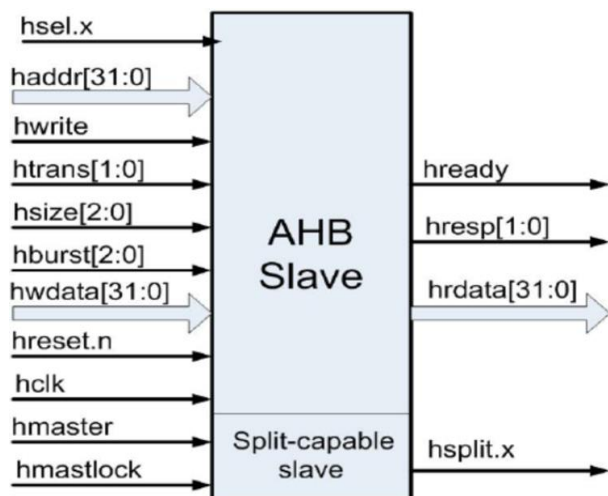 hsel.x
haddr[31:0]
hwrite
htrans[1:0]
hsize[2:0]
hburst[2:0]
hwdata[31:0]
hreset.n
hclk
hmaster
hmastlock
AHB
Slave
Split-capable
slave
hready
hresp[1:0]
hrdata[31:0]
hsplit.x